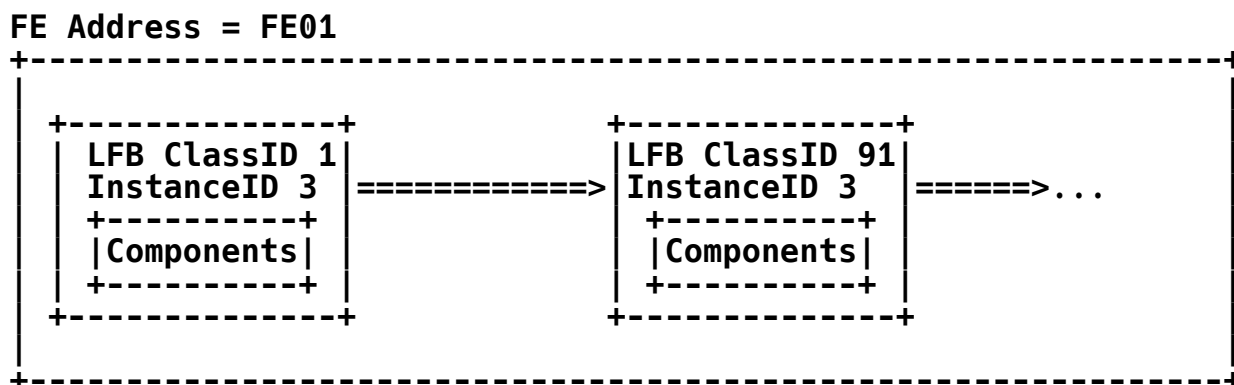 FE Address = FE01
+--------------------------------------------------------------+
|                                                              |
| +--------------+             +--------------+                |
| | LFB ClassID 1|             |LFB ClassID 91|                |
| | InstanceID 3 |============>|InstanceID 3  |======>...      |
| | +----------+ |             | +----------+ |                |
| | |Components| |             | |Components| |                |
| | +----------+ |             | +----------+ |                |
| +--------------+             +--------------+                |
|                                                              |
+--------------------------------------------------------------+